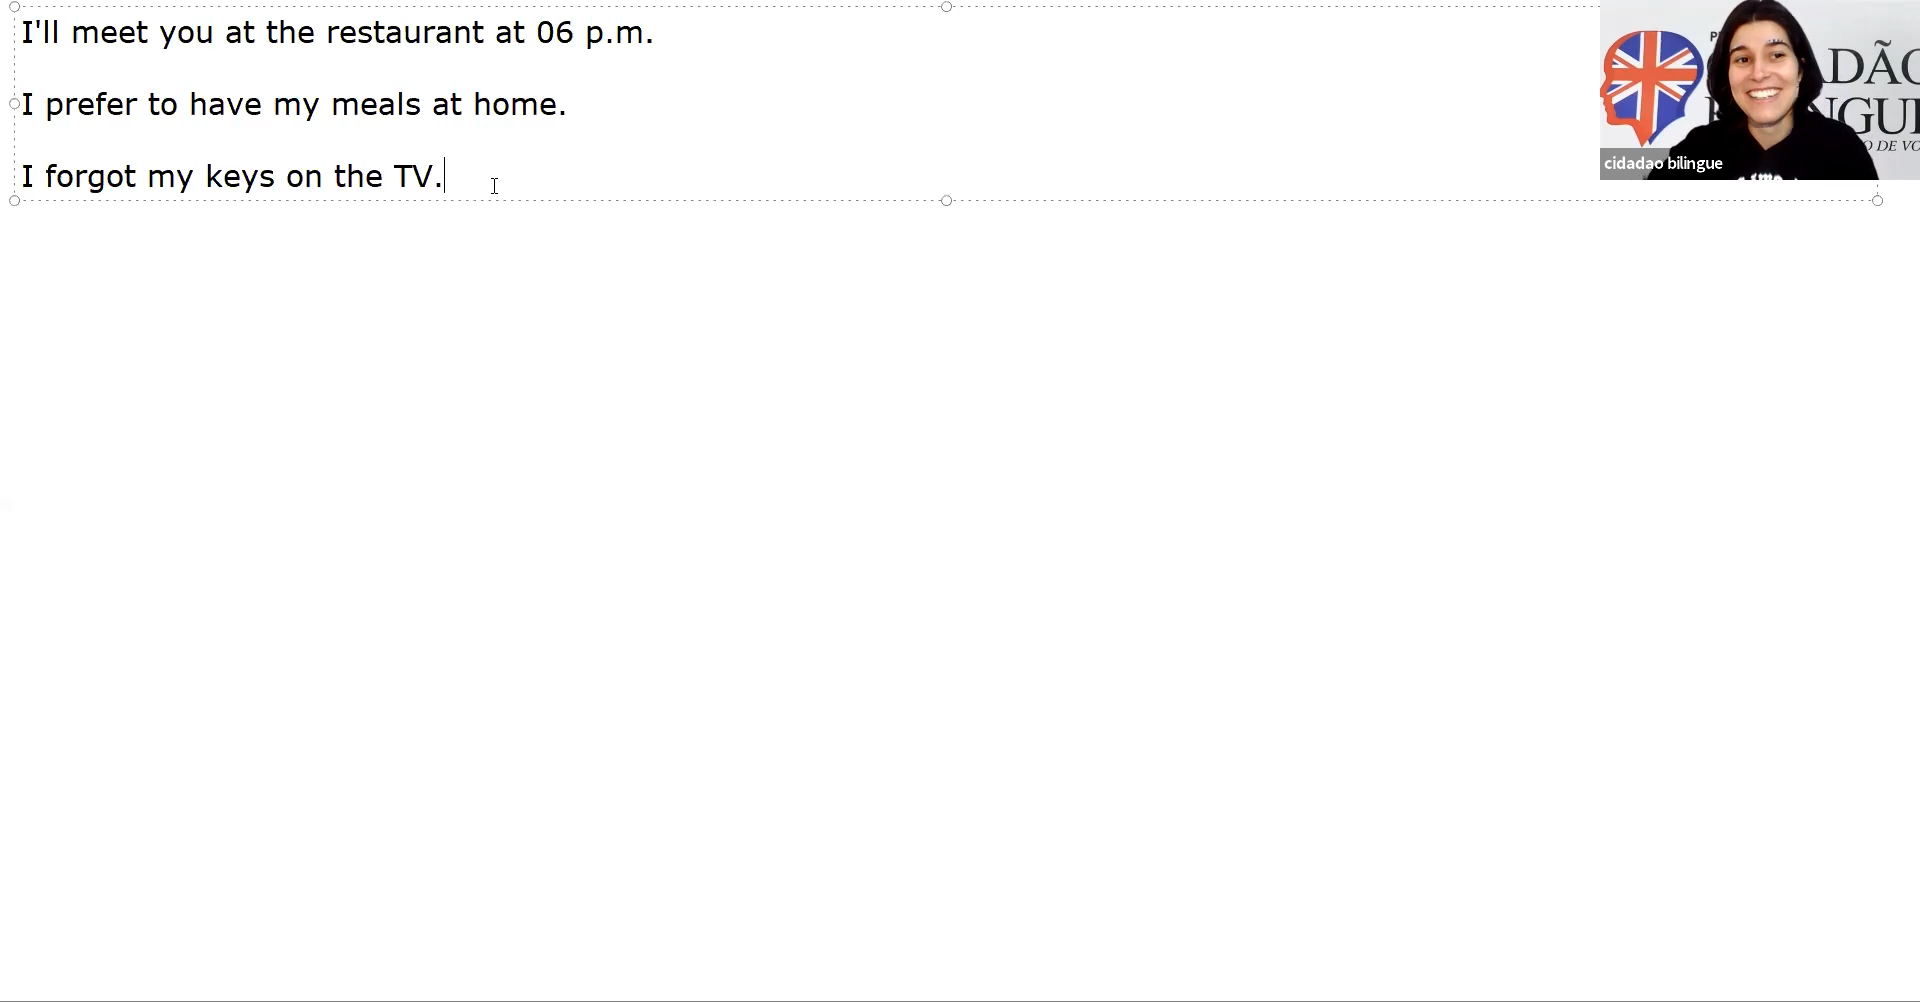 I'll meet you at the restaurant at 06 p.m.
I prefer to have my meals at home.
I forgot my keys on the TV.
cidadao bilingue